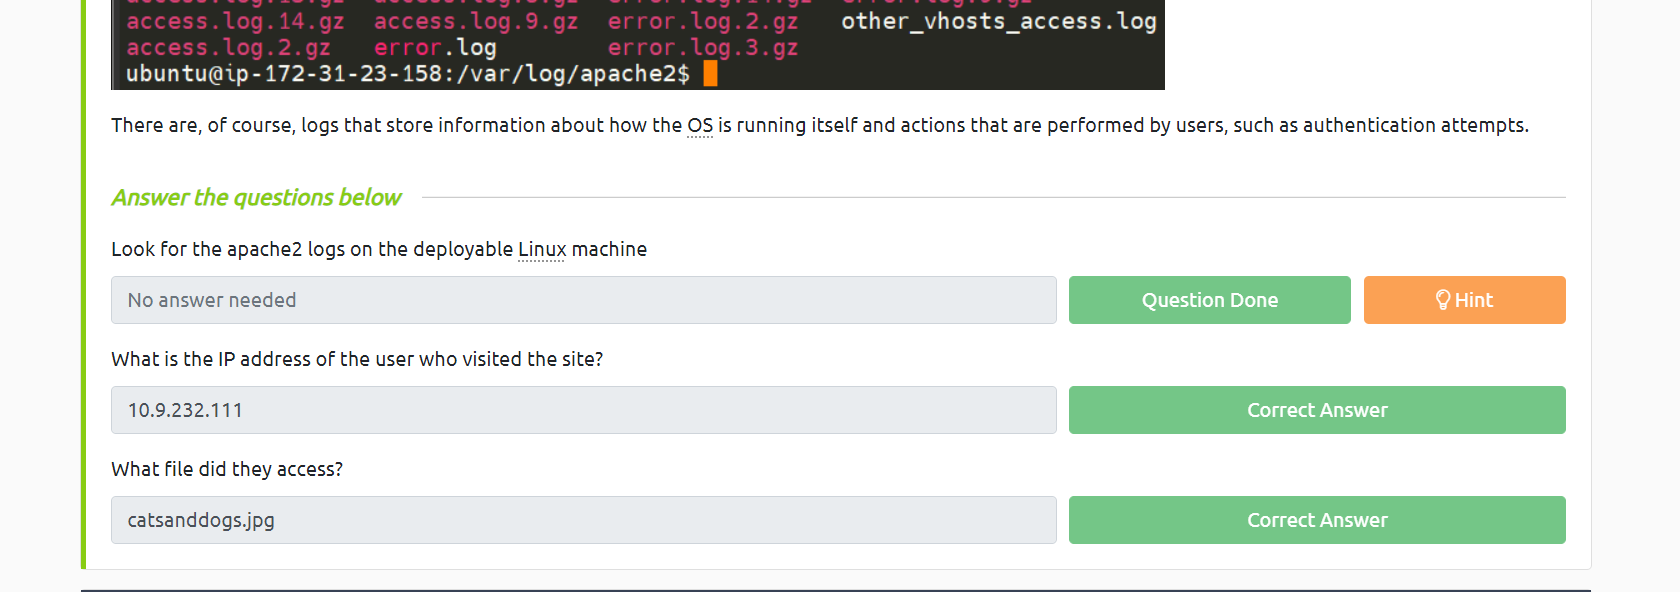 access.log.14.gz access.log.9.gz error.log.2.gz other_vhosts_access.log
access.log.2.gz error.log error.log.3.gz
ubuntu@ip-172-31-23-158:/var/log/apache2$
There are, of course, logs that store information about how the OS is running itself and actions that are performed by users, such as authentication attempts.
Answer the questions below
Look for the apache2 logs on the deployable Linux machine
No answer needed Question Done Hint
What is the IP address of the user who visited the site?
10.9.232.111 Correct Answer
What file did they access?
catsanddogs.jpg Correct Answer